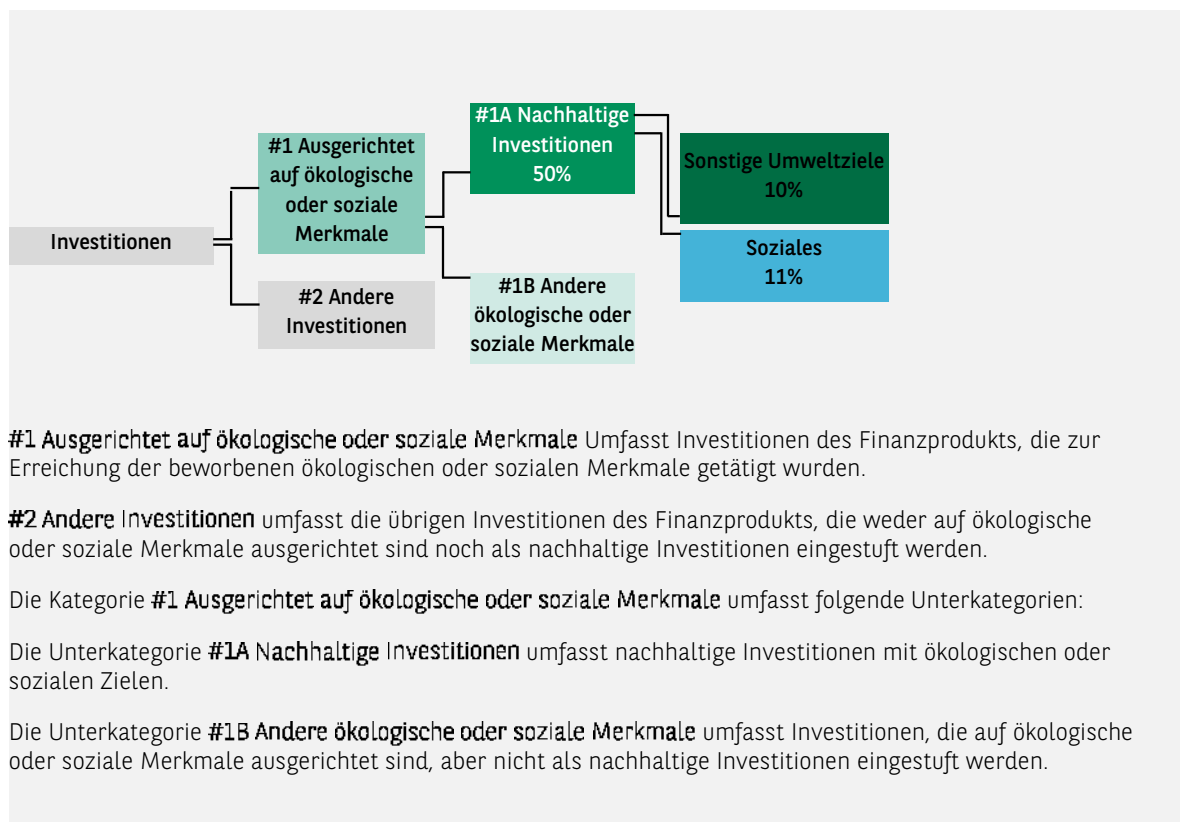 #1A Nachhaltige
Investitionen
50%
#1 Ausgerichtet
auf ökologische
oder soziale
Merkmale
Sonstige Umweltziele
10%
Investitionen
Soziales
11%
#2 Andere
Investitionen
#1B Andere
ökologische oder
soziale Merkmale
#1 Ausgerichtet auf ökologische oder soziale Merkmale Umfasst Investitionen des Finanzprodukts, die zur
Erreichung der beworbenen ökologischen oder sozialen Merkmale getätigt wurden.
#2 Andere Investitionen umfasst die übrigen Investitionen des Finanzprodukts, die weder auf ökologische
oder soziale Merkmale ausgerichtet sind noch als nachhaltige Investitionen eingestuft werden.
Die Kategorie #1 Ausgerichtet auf ökologische oder soziale Merkmale umfasst folgende Unterkategorien:
Die Unterkategorie #1A Nachhaltige Investitionen umfasst nachhaltige Investitionen mit ökologischen oder
sozialen Zielen.
Die Unterkategorie #1B Andere ökologische oder soziale Merkmale umfasst Investitionen, die auf ökologische
oder soziale Merkmale ausgerichtet sind, aber nicht als nachhaltige Investitionen eingestuft werden.